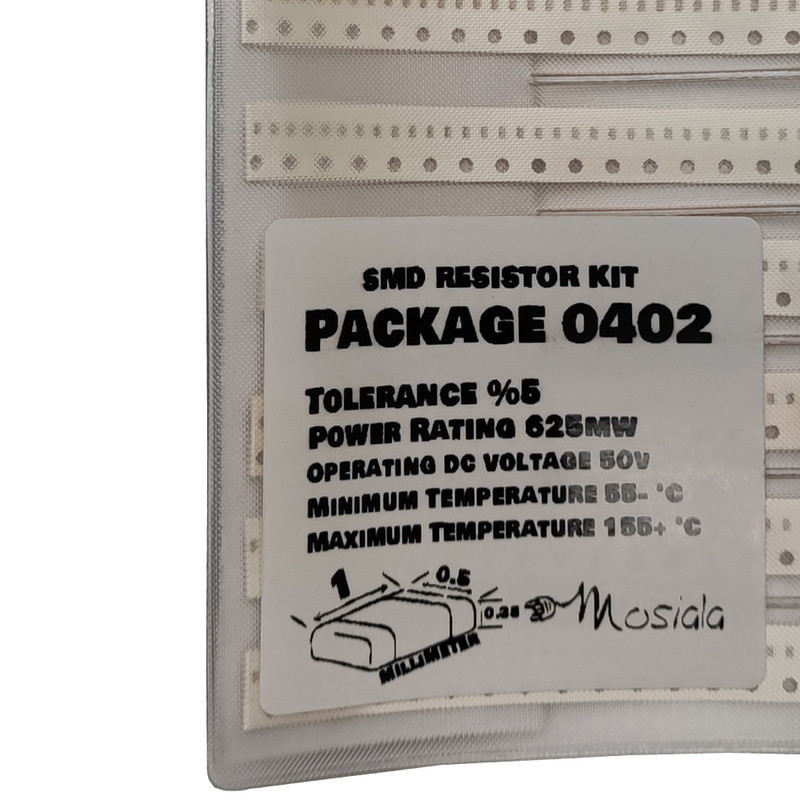 SMD RESISTOR KIT
PACKAGE 0402
TOLERANCE %5
POWER RATING 625MW
OPERATING DC VOLTAGE 50V
MINIMUM TEMPERATURE 55- °C
MAXIMUM TEMPERATURE 155+ °C
1
0.5
0.35
Mosiala
MILLIMETER